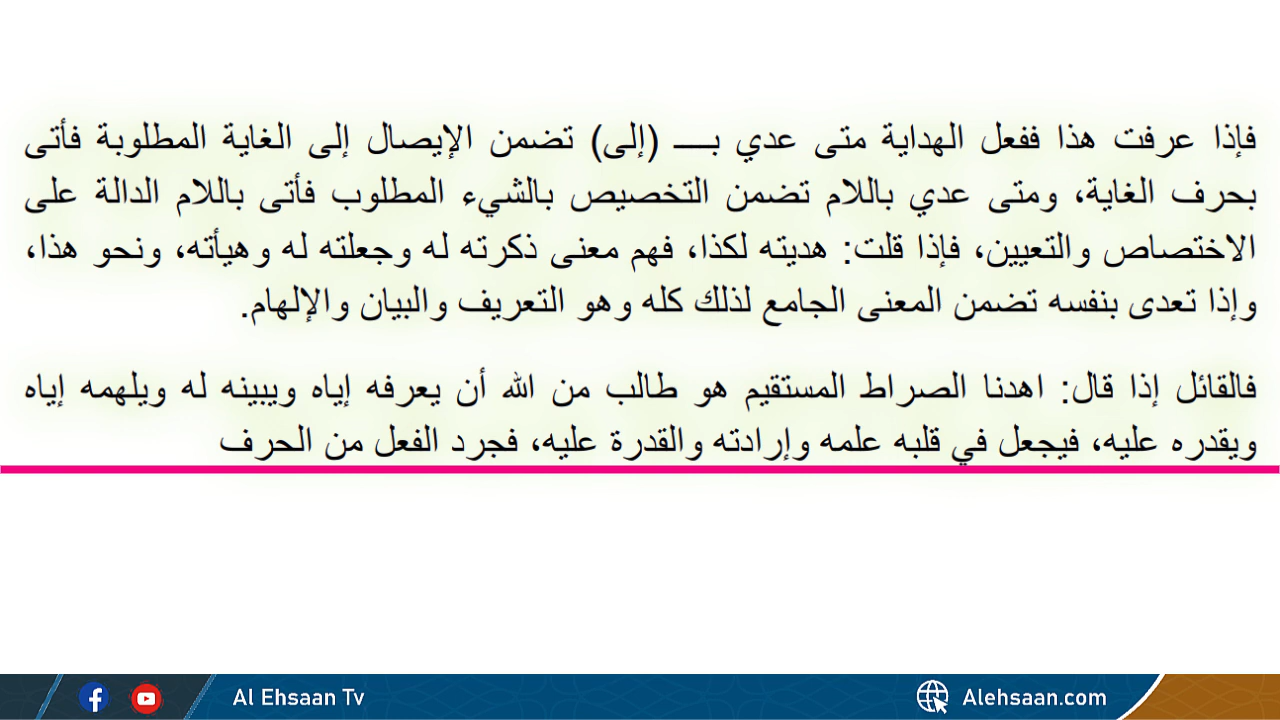 فإذا عرفت هذا ففعل الهداية متى عدي بـــ (إلى) تضمن الإيصال إلى الغاية المطلوبة فأتى
بحرف الغاية، ومتى عدي باللام تضمن التخصيص بالشيء المطلوب فأتى باللام الدالة على
الاختصاص والتعيين، فإذا قلت: هديته لكذا، فهم معنى ذكرته له وجعلته له وهيأته، ونحو هذا،
وإذا تعدى بنفسه تضمن المعنى الجامع لذلك كله وهو التعريف والبيان والإلهام.
فالقائل إذا قال: اهدنا الصراط المستقيم هو طالب من الله أن يعرفه إياه ويبينه له ويلهمه إياه
ويقدره عليه، فيجعل في قلبه علمه وإرادته والقدرة عليه، فجرد الفعل من الحرف
Al Ehsaan Tv
Alehsaan.com